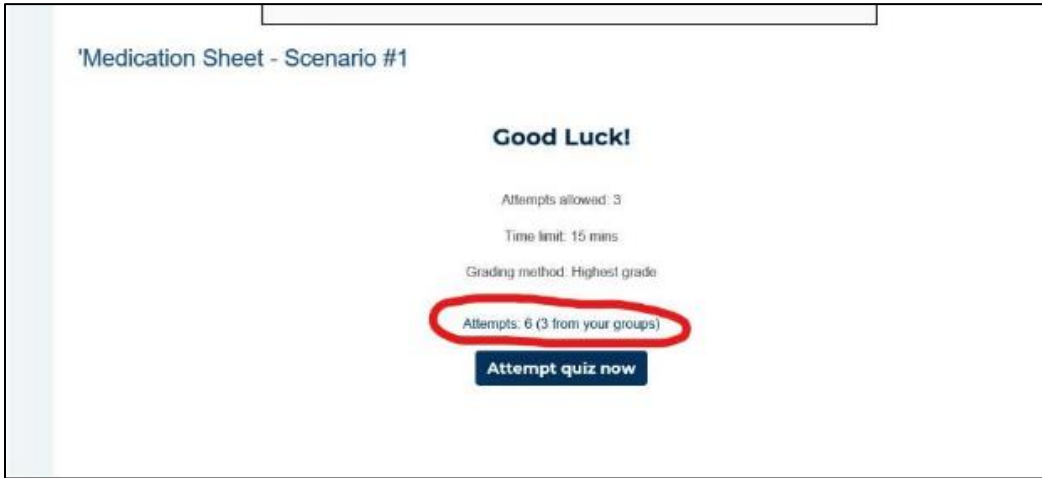 'Medication Sheet - Scenario #1
Good Luck!
Attempts allowed: 3
Time limit: 15 mins
Grading method: Highest grade
Attempts: 6 (3 from your groups)
Attempt quiz now